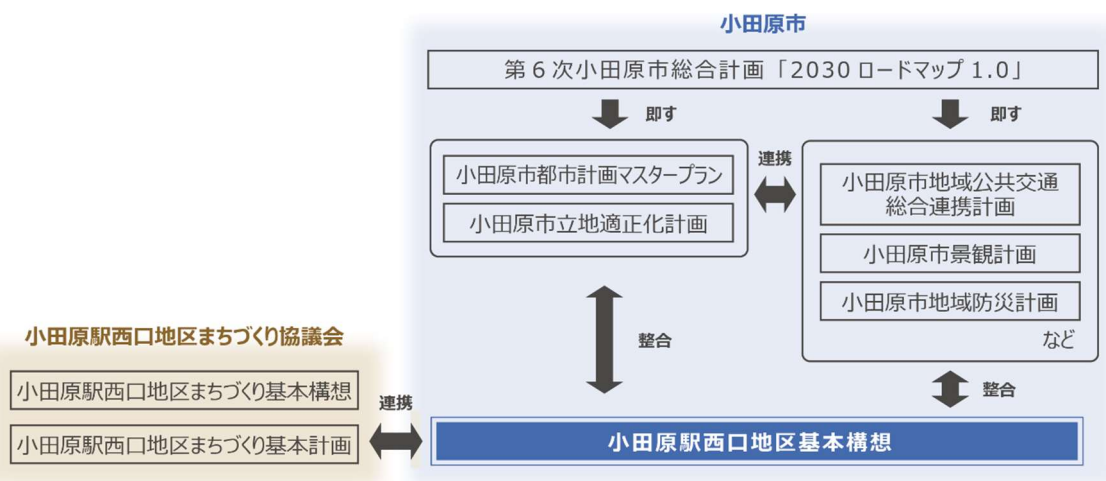 小田原市
第６次小田原市総合計画「2030 ロードマップ 1.0」
即す
即す
小田原市都市計画マスタープラン
小田原市立地適正化計画
連携
小田原市地域公共交通
総合連携計画
小田原市景観計画
小田原市地域防災計画
など
整合
整合
小田原駅西口地区まちづくり協議会
小田原駅西口地区まちづくり基本構想
小田原駅西口地区まちづくり基本計画
連携
小田原駅西口地区基本構想